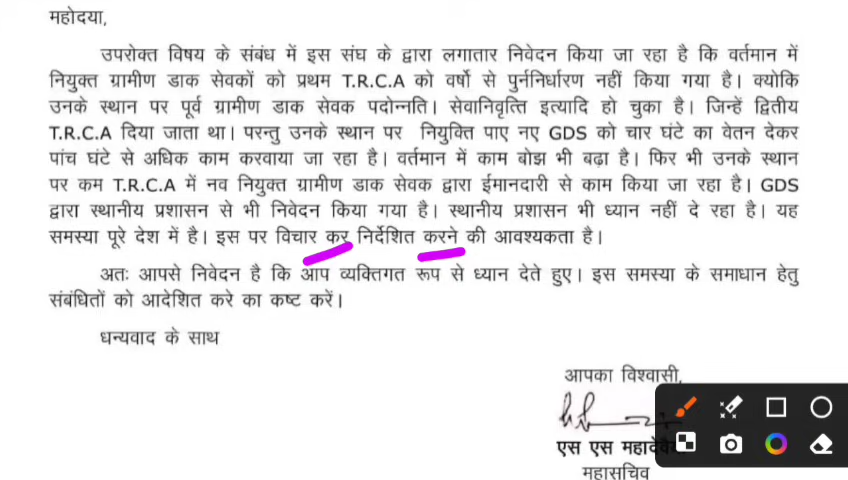 महोदया,
उपरोक्त विषय के संबंध में इस संघ के द्वारा लगातार निवेदन किया जा रहा है कि वर्तमान में
नियुक्त ग्रामीण डाक सेवकों को प्रथम T.R.C.A को वर्षो से पुर्ननिर्धारण नहीं किया गया है। क्योकि
उनके स्थान पर पूर्व ग्रामीण डाक सेवक पदोन्नति। सेवानिवृत्ति इत्यादि हो चुका है। जिन्हें द्वितीय
T.R.C.A दिया जाता था। परन्तु उनके स्थान पर नियुक्ति पाए नए GDS को चार घंटे का वेतन देकर
पांच घंटे से अधिक काम करवाया जा रहा है। वर्तमान में काम बोझ भी बढ़ा है। फिर भी उनके स्थान
पर कम T.R.C.A में नव नियुक्त ग्रामीण डाक सेवक द्वारा ईमानदारी से काम किया जा रहा है। GDS
द्वारा स्थानीय प्रशासन से भी निवेदन किया गया है। स्थानीय प्रशासन भी ध्यान नहीं दे रहा है। यह
समस्या पूरे देश में है। इस पर विचार कर निर्देशित करने की आवश्यकता है।
अतः आपसे निवेदन है कि आप व्यक्तिगत रूप से ध्यान देते हुए। इस समस्या के समाधान हेतु
संबंधितों को आदेशित करे का कष्ट करें।
धन्यवाद के साथ
आपका विश्वासी,
एस एस
महासचिव